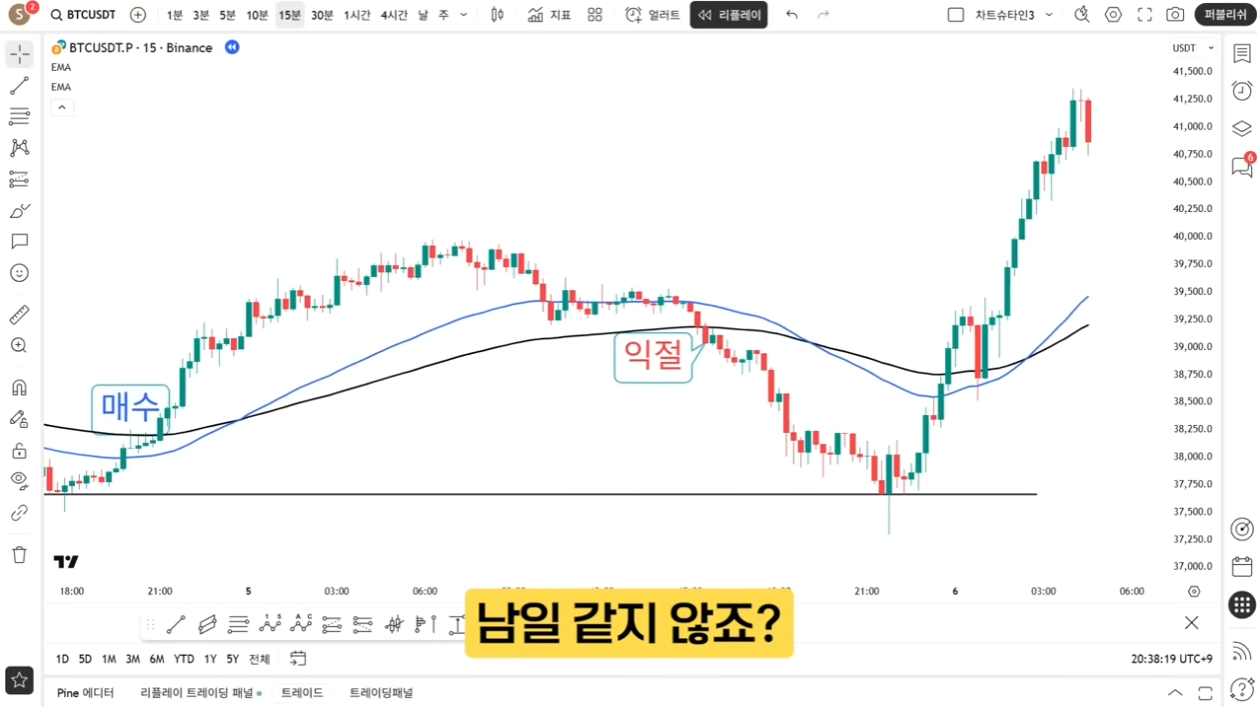 S 2 BTCUSDT 1분 3분 5분 10분 15분 30분 1시간 4시간 날 주 지표 얼러트 리플레이 차트슈타인3 퍼블리쉬
BTCUSDT.P · 15 · Binance
USDT
EMA
EMA
41,500.0
41,250.0
41,000.0
40,750.0
40,500.0
40,250.0
40,000.0
39,750.0
39,500.0
39,250.0
39,000.0
38,750.0
38,500.0
38,250.0
38,000.0
37,750.0
37,500.0
37,250.0
37,000.0
6
익절
매수
18:00 21:00 5 03:00 06:00 21:00 6 03:00 06:00
남일 같지 않죠?
1D 5D 1M 3M 6M YTD 1Y 5Y 전체
20:38:19 UTC+9
Pine 에디터 리플레이 트레이딩 패널 트레이드 트레이딩패널